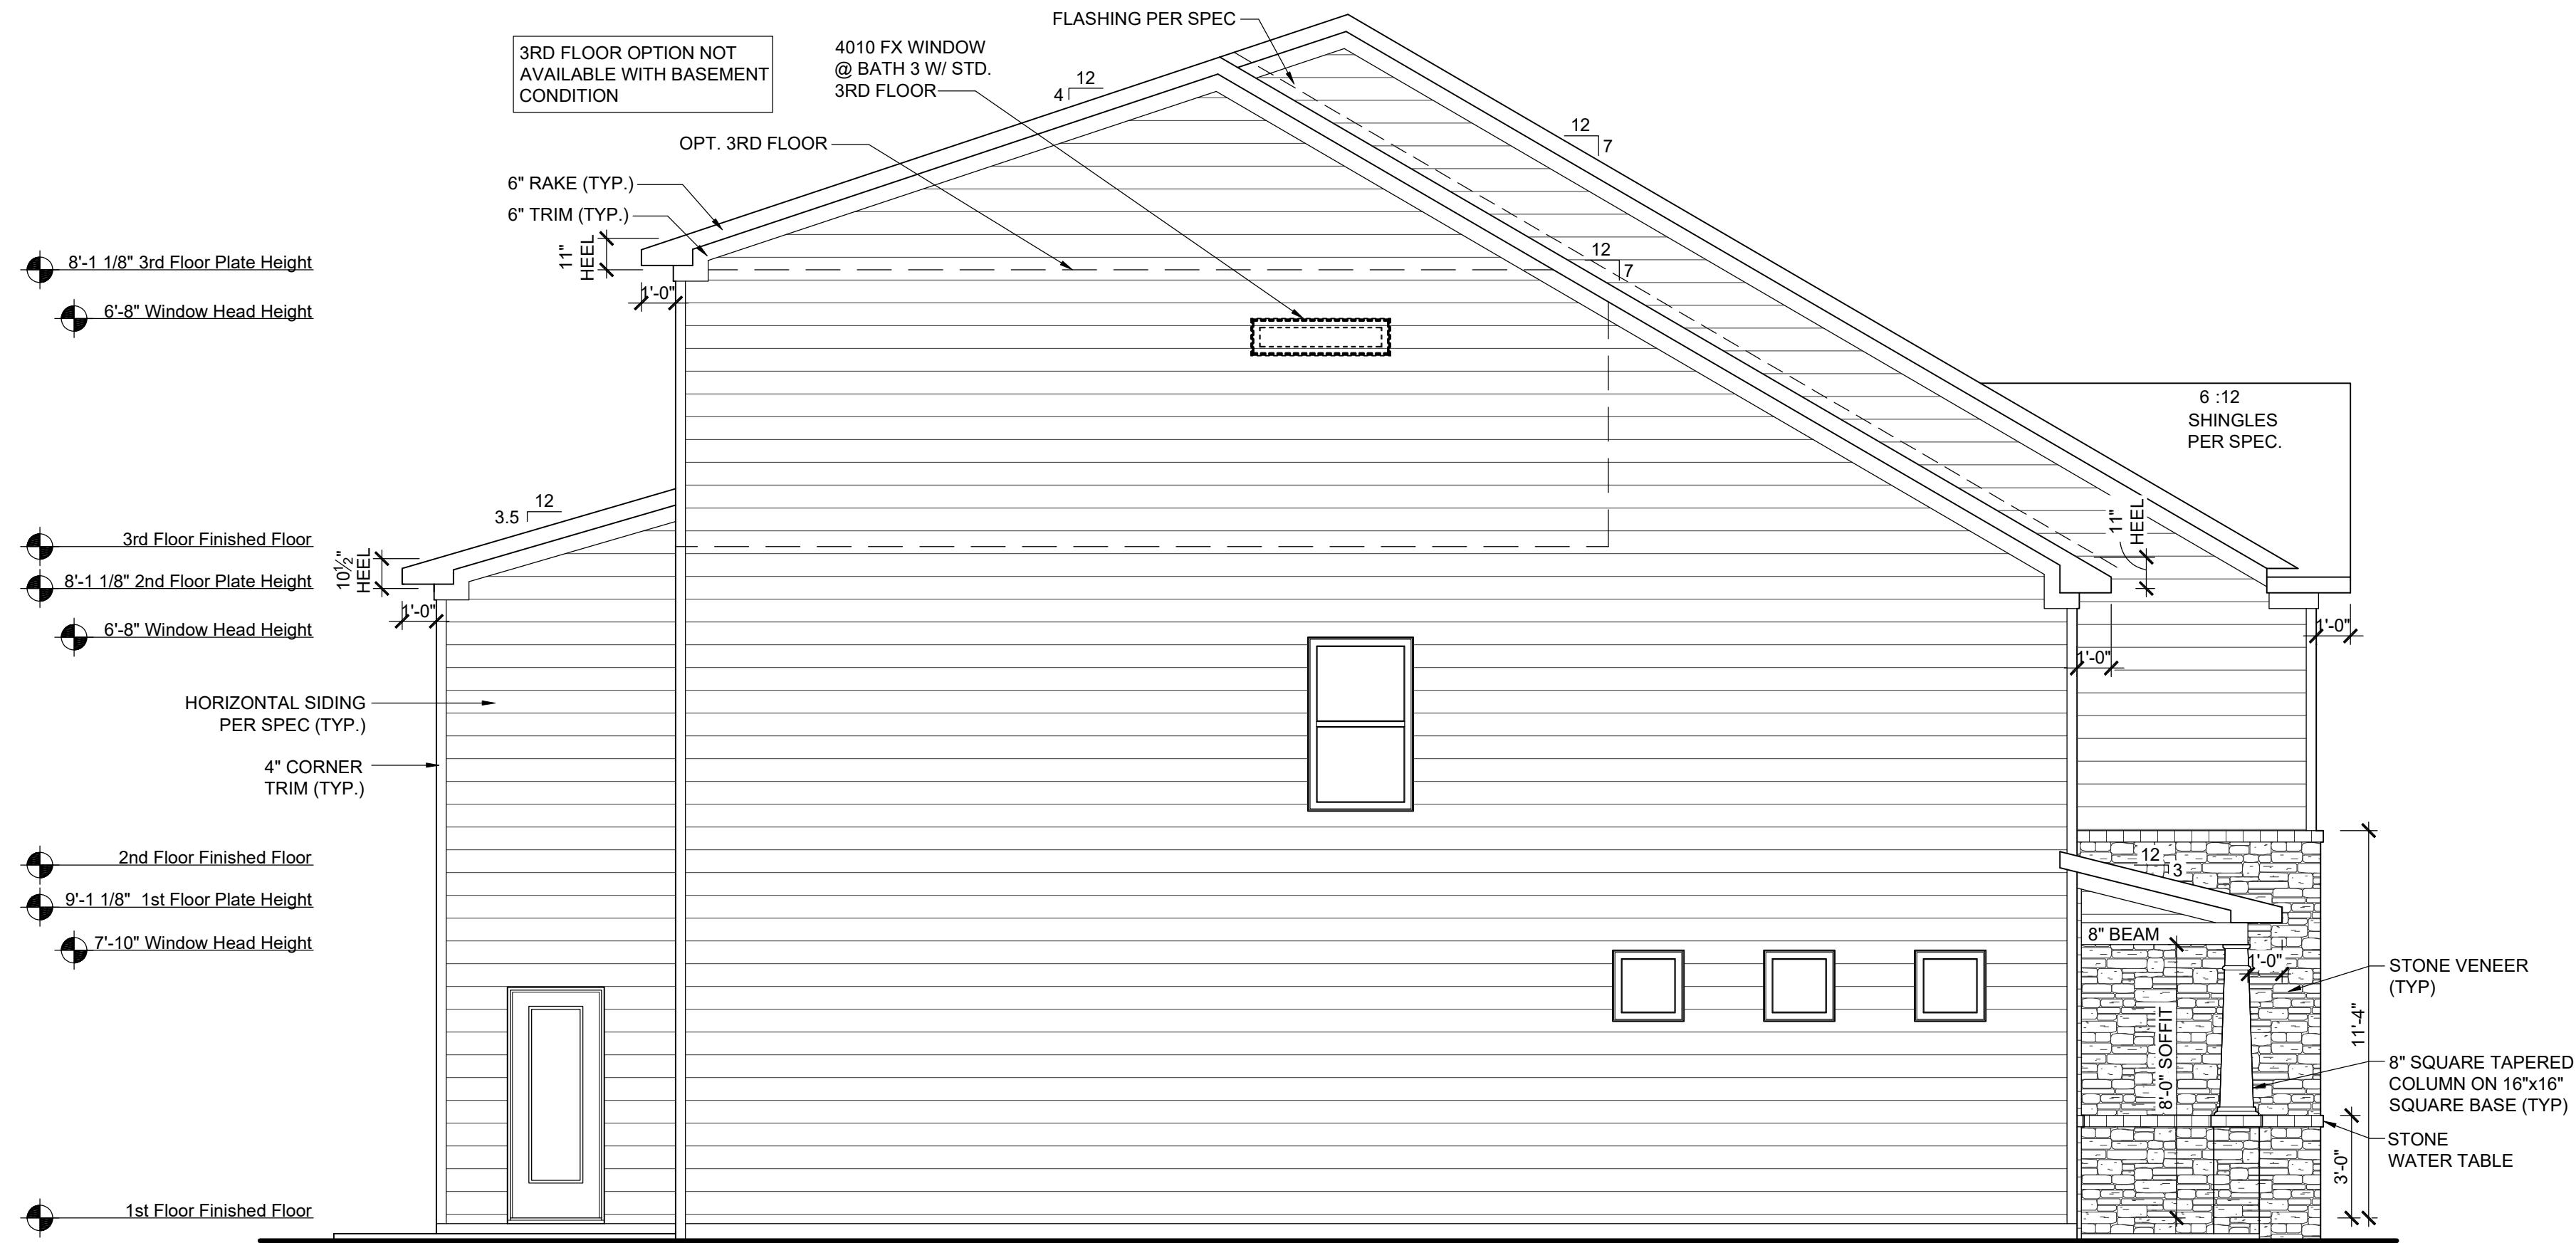 FLASHING PER SPEC
3RD FLOOR OPTION NOT
AVAILABLE WITH BASEMENT
CONDITION
4010 FX WINDOW
@ BATH 3 W/ STD.
3RD FLOOR
12
4
12
7
OPT. 3RD FLOOR
6" RAKE (TYP.)
6" TRIM (TYP.)
11"
HEEL
12
7
8'-1 1/8" 3rd Floor Plate Height
1'-0"
6'-8" Window Head Height
6 :12
SHINGLES
PER SPEC.
12
3.5
11"
HEEL
3rd Floor Finished Floor
10½"
HEEL
8'-1 1/8" 2nd Floor Plate Height
1'-0"
6'-8" Window Head Height
1'-0"
1'-0"
HORIZONTAL SIDING
PER SPEC (TYP.)
4" CORNER
TRIM (TYP.)
2nd Floor Finished Floor
12
3
9'-1 1/8" 1st Floor Plate Height
7'-10" Window Head Height
8" BEAM
1'-0"
STONE VENEER
(TYP)
8'-0" SOFFIT
11'-4"
8" SQUARE TAPERED
COLUMN ON 16"x16"
SQUARE BASE (TYP)
STONE
WATER TABLE
3'-0"
1st Floor Finished Floor